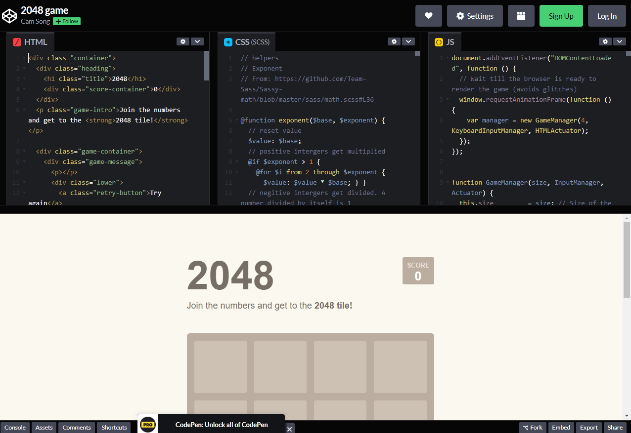 2048 game
Cam Song + Follow
Settings
Sign Up
Log In
HTML
<div class="container">
<div class="heading">
<h1 class="title">2048</h1>
<div class="score-container">0</div>
</div>
<p class="game-intro">Join the numbers
and get to the <strong>2048 tile!</strong>
</p>
<div class="game-container">
<div class="game-message">
<p></p>
<div class="lower">
<a class="retry-button">Try
again</a>
CSS (SCSS)
// Helpers
// Exponent
// From: https://github.com/Team-
Sass/Sassy-
math/blob/master/sass/math.scss#L36
@function exponent($base, $exponent) {
// reset value
$value: $base;
// positive intergers get multiplied
@if $exponent > 1 {
@for $i from 2 through $exponent {
$value: $value * $base; } }
// negitive intergers get divided. A
number divided by itself is 1
JS
document.addEventListener("DOMContentLoade
d", function () {
// Wait till the browser is ready to
render the game (avoids glitches)
window.requestAnimationFrame(function ()
{
var manager = new GameManager(4,
KeyboardInputManager, HTMLActuator);
});
});
function GameManager(size, InputManager,
Actuator) {
this.size = size; // Size of the
2048
SCORE
0
Join the numbers and get to the 2048 tile!
Console
Assets
Comments
Shortcuts
PRO
CodePen: Unlock all of CodePen
Fork
Embed
Export
Share